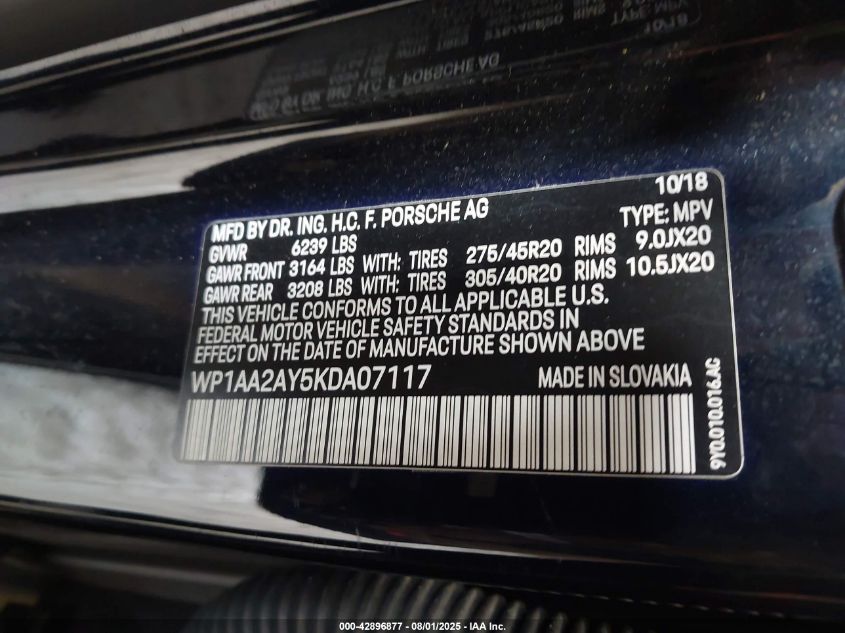 MFD BY DR. ING. H.C. F. PORSCHE AG 10/18
GVWR 6239 LBS TYPE: MPV
GAWR FRONT 3164 LBS WITH: TIRES 275/45R20 RIMS 9.0JX20
GAWR REAR 3208 LBS WITH: TIRES 305/40R20 RIMS 10.5JX20
THIS VEHICLE CONFORMS TO ALL APPLICABLE U.S.
FEDERAL MOTOR VEHICLE SAFETY STANDARDS IN
EFFECT ON THE DATE OF MANUFACTURE SHOWN ABOVE
WP1AA2AY5KDA07117 MADE IN SLOVAKIA
9Y0.010.016.AC
000-42896877 - 08/01/2025 - IAA Inc.